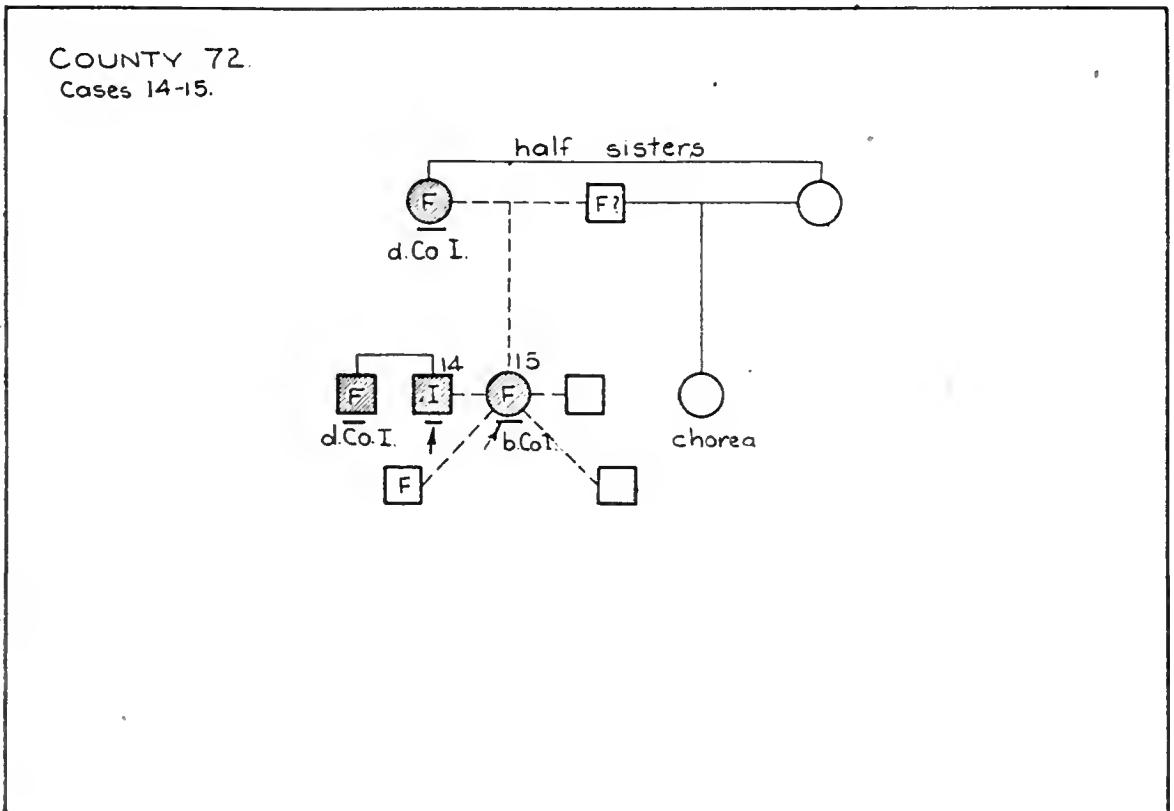 COUNTY 72.
Cases 14-15.
half sisters
F
F?
d.Co I.
14
15
F
I
F
d.Co.I.
b.Co I.
chorea
F